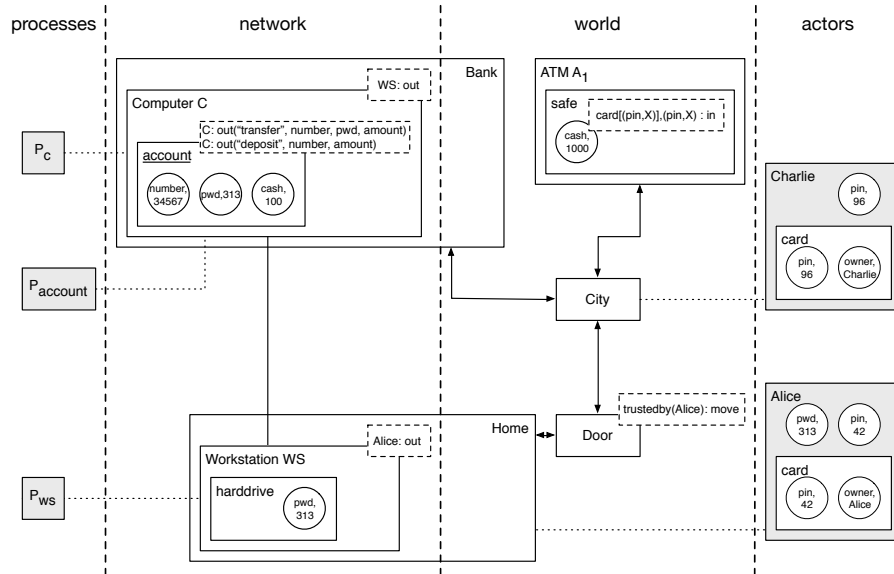 processes
network
world
actors
Bank
WS: out
Computer C
C: out("transfer", number, pwd, amount)
C: out("deposit", number, amount)
account
number,
34567
pwd,313
cash,
100
ATM A1
safe
card[(pin,X)],(pin,X) : in
cash,
1000
Pc
Charlie
pin,
96
card
pin,
96
owner,
Charlie
Paccount
City
Home
Alice: out
Workstation WS
harddrive
pwd,
313
trustedby(Alice): move
Door
Alice
pwd,
313
pin,
42
card
pin,
42
owner,
Alice
Pws